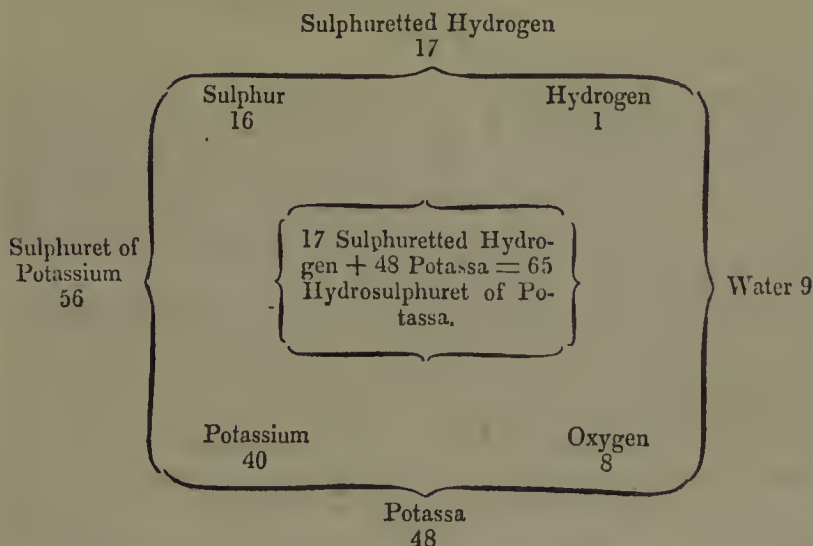 Sulphuretted Hydrogen
17
Sulphur
16
Hydrogen
1
Sulphuret of
Potassium
56
17 Sulphuretted Hydro-
gen + 48 Potassa = 65
Hydrosulphuret of Po-
tassa.
Water 9
Potassium
40
Oxygen
8
Potassa
48